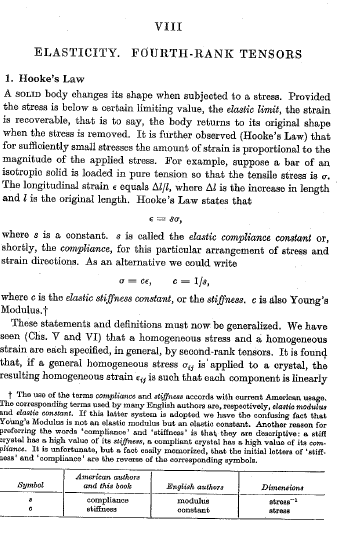 VIII
ELASTICITY. FOURTH-RANK TENSORS
1. Hooke's Law
A SOLID body changes its shape when subjected to a stress. Provided
the stress is below a certain limiting value, the elastic limit, the strain
is recoverable, that is to say, the body returns to its original shape
when the stress is removed. It is further observed (Hooke's Law) that
for sufficiently small stresses the amount of strain is proportional to the
magnitude of the applied stress. For example, suppose a bar of an
isotropic solid is loaded in pure tension so that the tensile stress is σ.
The longitudinal strain ε equals Δl/l, where Δl is the increase in length
and l is the original length. Hooke's Law states that
ε = sσ,
where s is a constant. s is called the elastic compliance constant or,
shortly, the compliance, for this particular arrangement of stress and
strain directions. As an alternative we could write
σ = cε, c = 1/s,
where c is the elastic stiffness constant, or the stiffness. c is also Young's
Modulus.†
These statements and definitions must now be generalized. We have
seen (Chs. V and VI) that a homogeneous stress and a homogeneous
strain are each specified, in general, by second-rank tensors. It is found
that, if a general homogeneous stress σij is applied to a crystal, the
resulting homogeneous strain εij is such that each component is linearly
† The use of the terms compliance and stiffness accords with current American usage.
The corresponding terms used by many English authors are, respectively, elastic modulus
and elastic constant. If this latter system is adopted we have the confusing fact that
Young's Modulus is not an elastic modulus but an elastic constant. Another reason for
preferring the words 'compliance' and 'stiffness' is that they are descriptive: a stiff
crystal has a high value of its stiffness, a compliant crystal has a high value of its com-
pliance. It is unfortunate, but a fact easily memorized, that the initial letters of 'stiff-
ness' and 'compliance' are the reverse of the corresponding symbols.
Symbol American authors and this book English authors Dimensions
s compliance modulus stress⁻¹
c stiffness constant stress